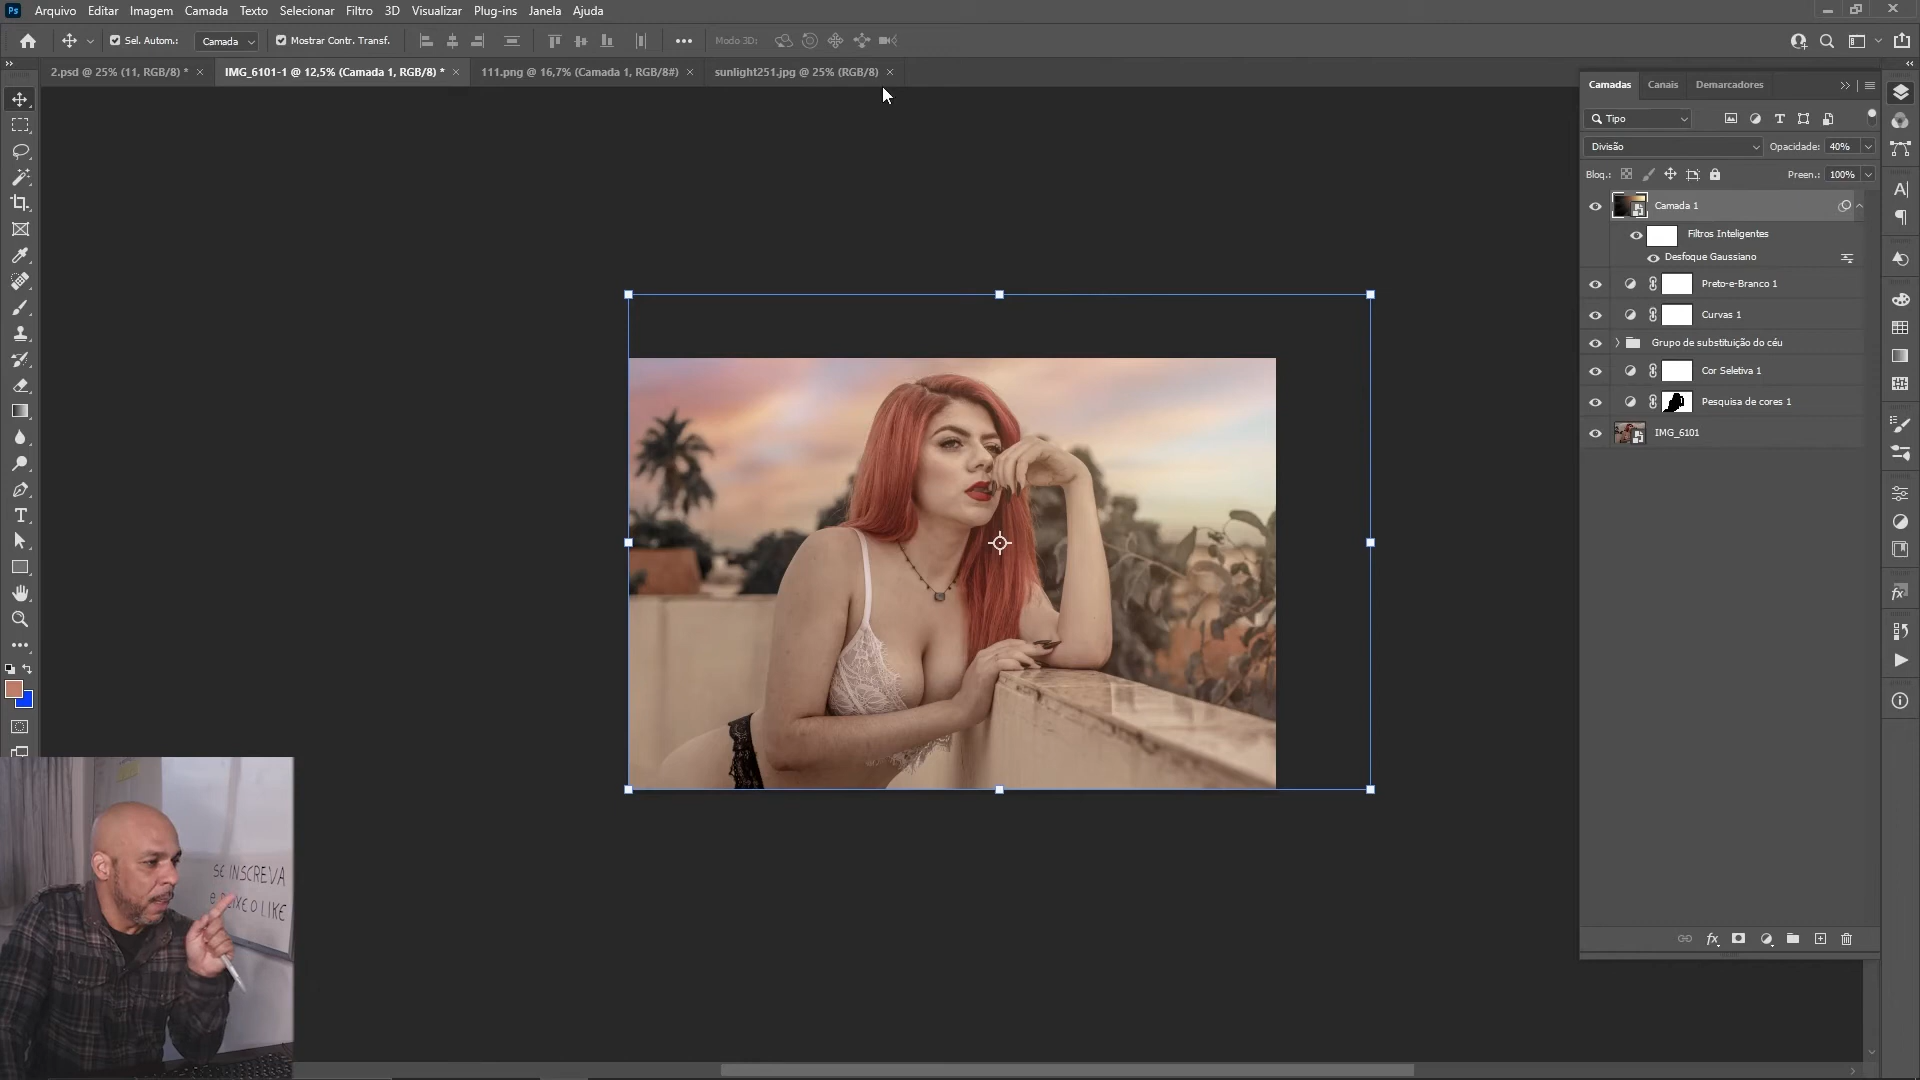 Ps Arquivo Editar Imagem Camada Texto Selecionar Filtro 3D Visualizar Plug-ins Janela Ajuda
Sel. Autom.: Camada Mostrar Contr. Transf. Modo 3D:
2.psd @ 25% (11, RGB/8) * IMG_6101-1 @ 12,5% (Camada 1, RGB/8) * 111.png @ 16,7% (Camada 1, RGB/8#) sunlight251.jpg @ 25% (RGB/8)
Camadas Canais Demarcadores
Tipo
Divisão Opacidade: 40%
Bloq.: Preen.: 100%
Camada 1
Filtros Inteligentes
Desfoque Gaussiano
Preto-e-Branco 1
Curvas 1
Grupo de substituição do céu
Cor Seletiva 1
Pesquisa de cores 1
IMG_6101
SE INSCREVA
e DEIXE O LIKE